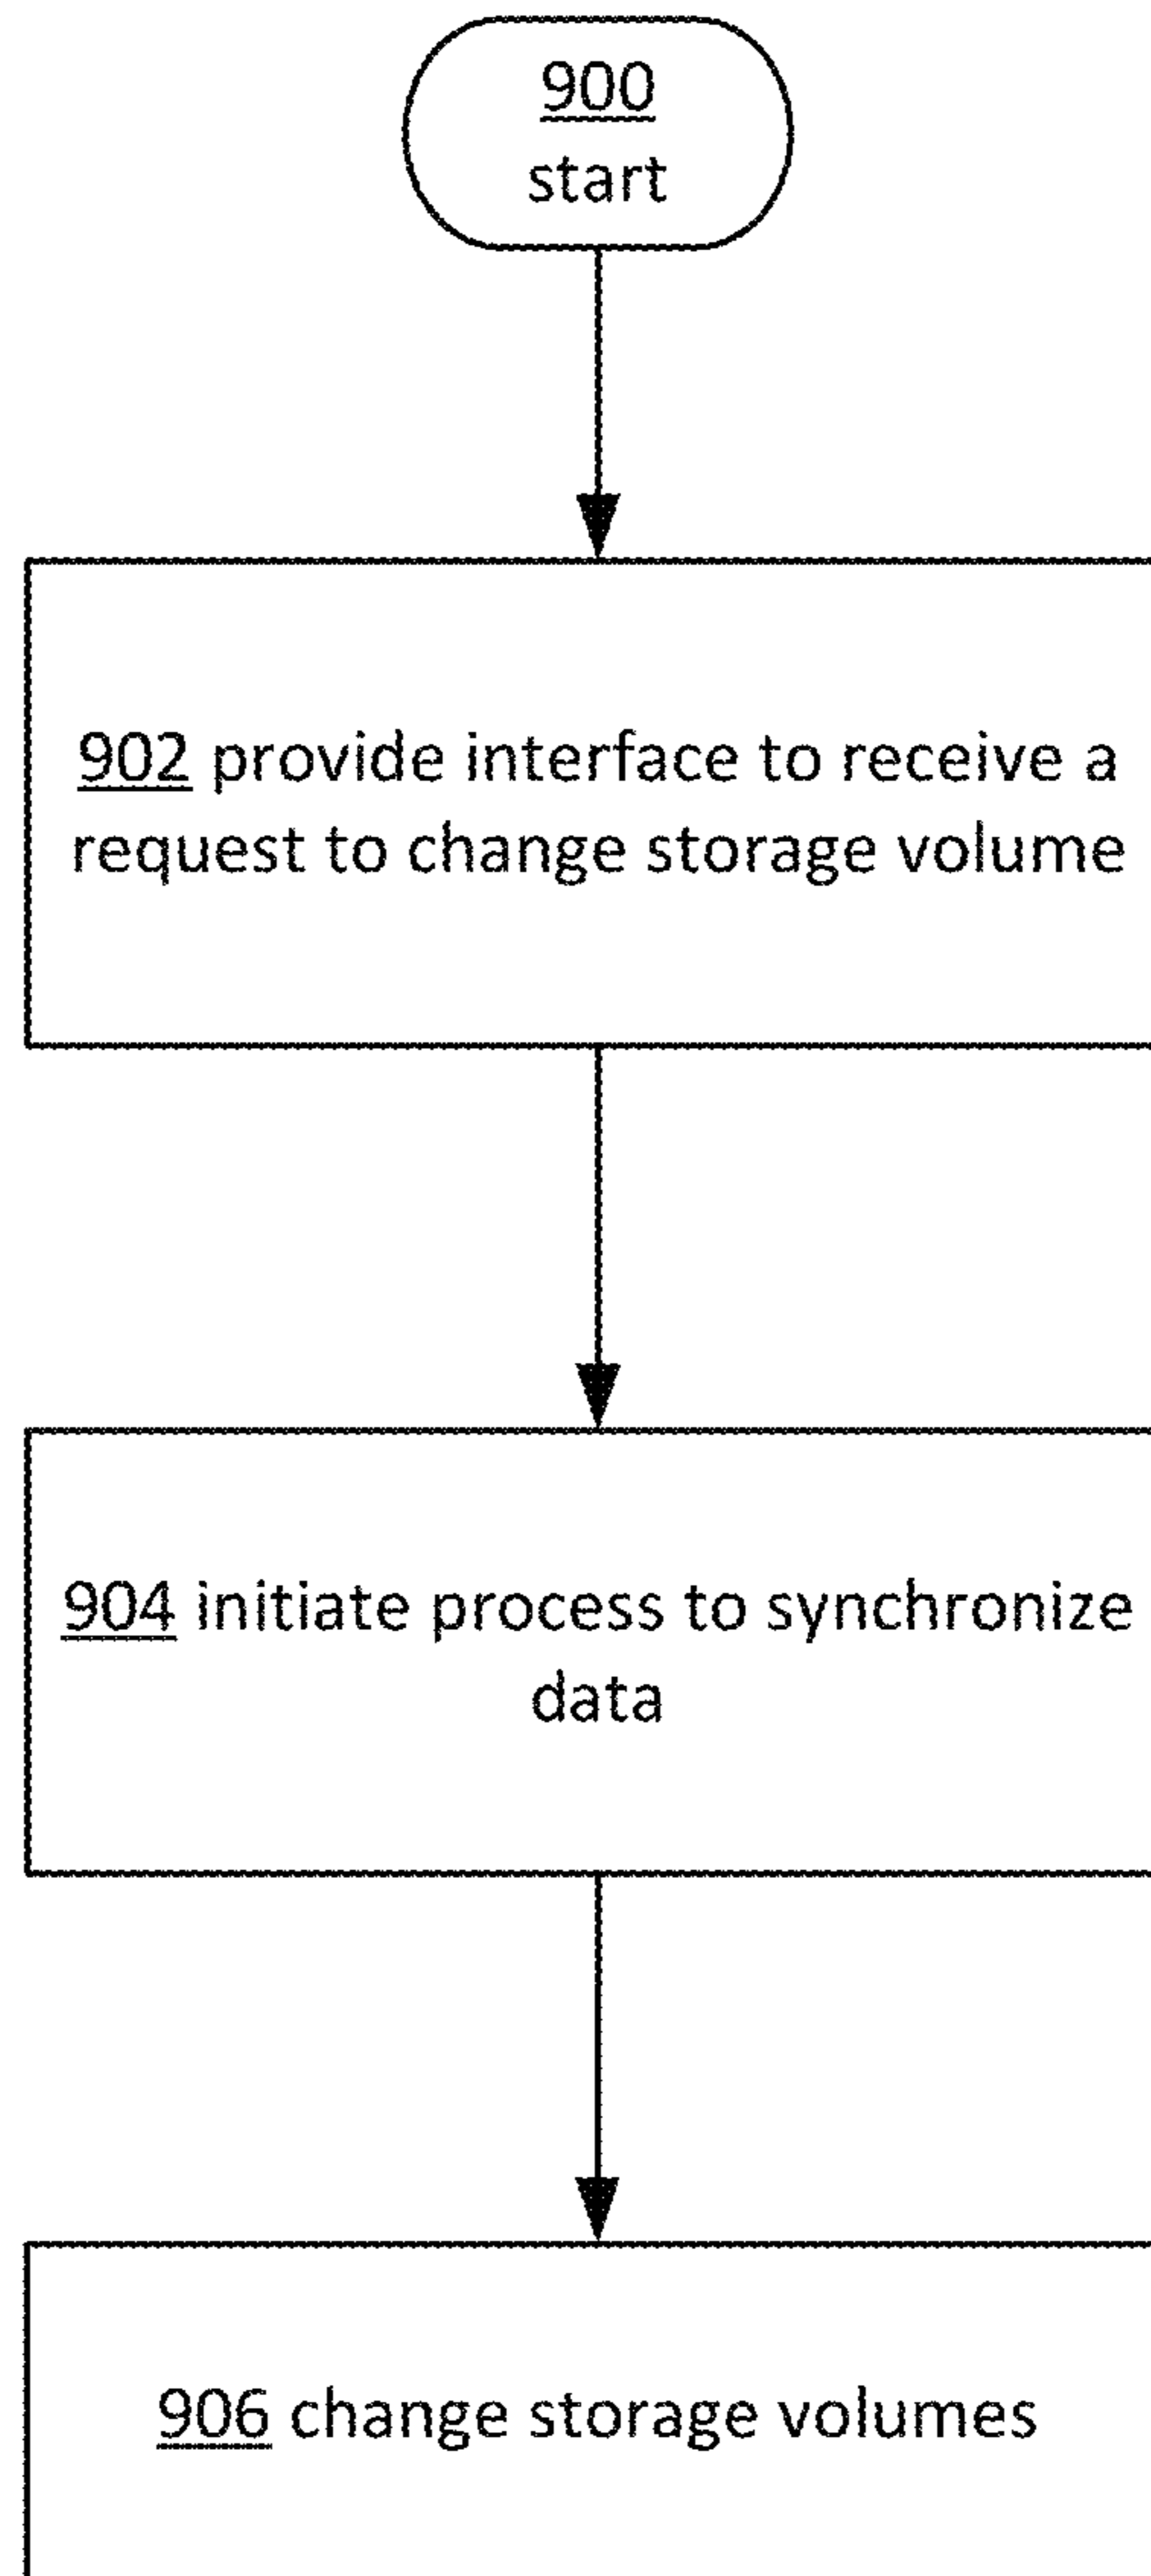 900
start
902 provide interface to receive a
request to change storage volume
904 initiate process to synchronize
data
906 change storage volumes